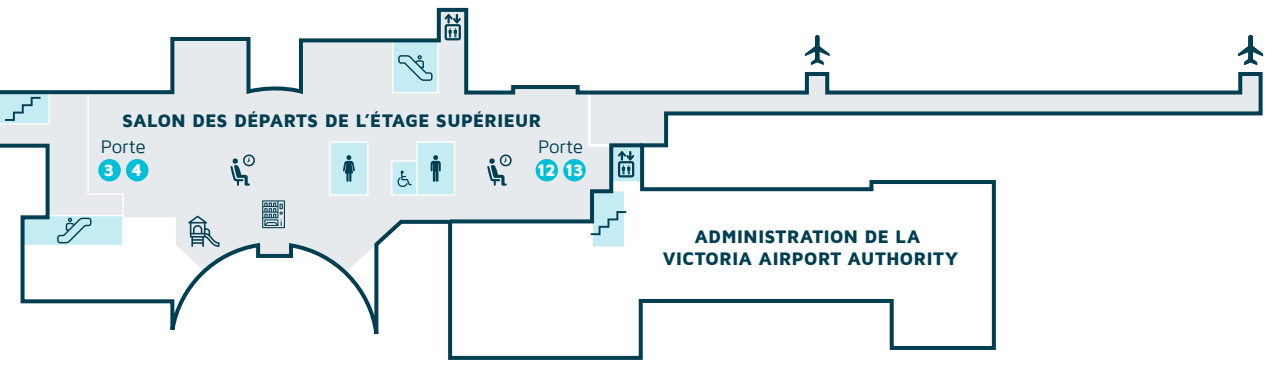 SALON DES DÉPARTS DE L'ÉTAGE SUPÉRIEUR
Porte
3 4
Porte
12 13
ADMINISTRATION DE LA
VICTORIA AIRPORT AUTHORITY